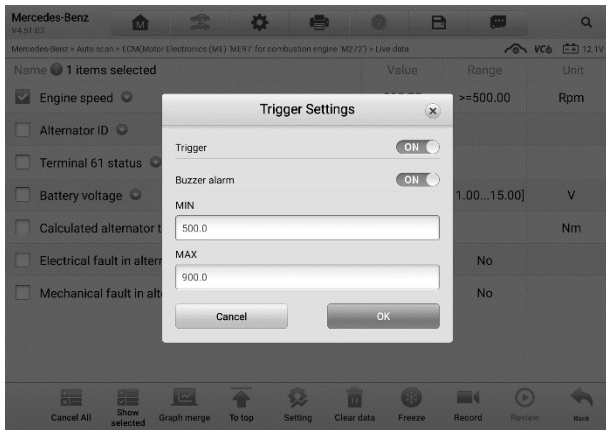 Mercedes-Benz
V4.51.03
Mercedes-Benz > Auto scan > ECM(Motor Electronics (ME) 'ME97' for combustion engine 'M272') > Live data
VCi
12.1V
Name 1 items selected Value Range Unit
Engine speed >=500.00 Rpm
Alternator ID
Terminal 61 status
Battery voltage 1.00...15.00] V
Calculated alternator t Nm
Electrical fault in alterr No
Mechanical fault in alt No
Trigger Settings
Trigger ON
Buzzer alarm ON
MIN
500.0
MAX
900.0
Cancel OK
Cancel All
Show selected
Graph merge
To top
Setting
Clear data
Freeze
Record
Review
Back